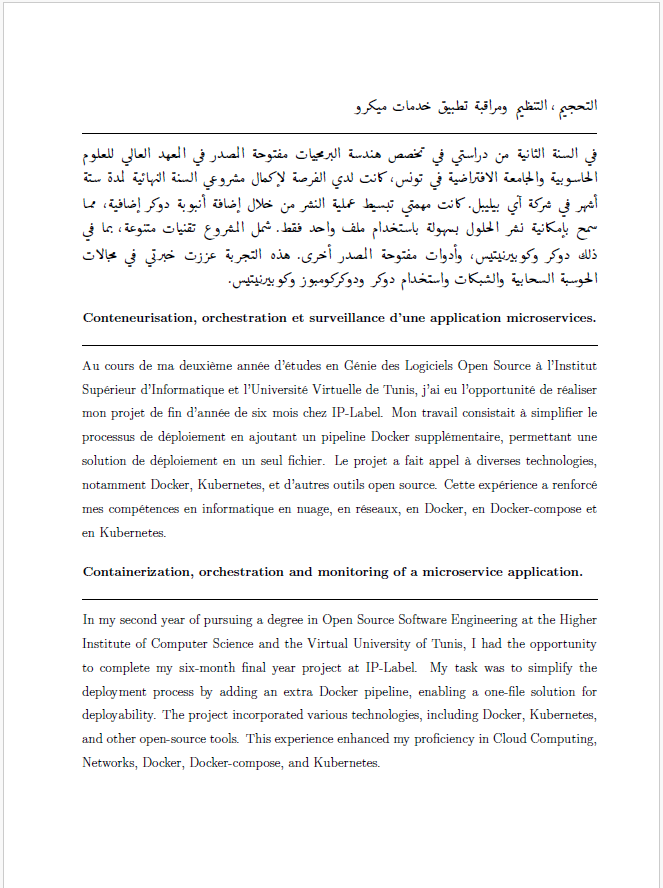 التحجيم ، التنظيم ومراقبة تطبيق خدمات ميكرو
في السنة الثانية من دراستي في تخصص هندسة البرمجيات مفتوحة الصدر في المعهد العالي للعلوم
الحاسوبية والجامعة الافتراضية في تونس، كانت لدي الفرصة لإكمال مشروعي السنة النهائية لمدة ستة
أشهر في شركة آي بيليبل. كانت مهمتي تبسيط عملية النشر من خلال إضافة أنبوبة دوكر إضافية، مما
سمح بإمكانية نشر الحلول بسهولة باستخدام ملف واحد فقط. شمل المشروع تقنيات متنوعة، بما في
ذلك دوكر وكوبيرنيتيس، وأدوات مفتوحة الصدر أخرى. هذه التجربة عززت خبرتي في مجالات
الحوسبة السحابية والشبكات واستخدام دوكر ودوكركومبوز وكوبيرنيتيس.
Conteneurisation, orchestration et surveillance d'une application microservices.
Au cours de ma deuxième année d'études en Génie des Logiciels Open Source à l'Institut
Supérieur d'Informatique et l'Université Virtuelle de Tunis, j'ai eu l'opportunité de réaliser
mon projet de fin d'année de six mois chez IP-Label. Mon travail consistait à simplifier le
processus de déploiement en ajoutant un pipeline Docker supplémentaire, permettant une
solution de déploiement en un seul fichier. Le projet a fait appel à diverses technologies,
notamment Docker, Kubernetes, et d'autres outils open source. Cette expérience a renforcé
mes compétences en informatique en nuage, en réseaux, en Docker, en Docker-compose et
en Kubernetes.
Containerization, orchestration and monitoring of a microservice application.
In my second year of pursuing a degree in Open Source Software Engineering at the Higher
Institute of Computer Science and the Virtual University of Tunis, I had the opportunity
to complete my six-month final year project at IP-Label. My task was to simplify the
deployment process by adding an extra Docker pipeline, enabling a one-file solution for
deployability. The project incorporated various technologies, including Docker, Kubernetes,
and other open-source tools. This experience enhanced my proficiency in Cloud Computing,
Networks, Docker, Docker-compose, and Kubernetes.